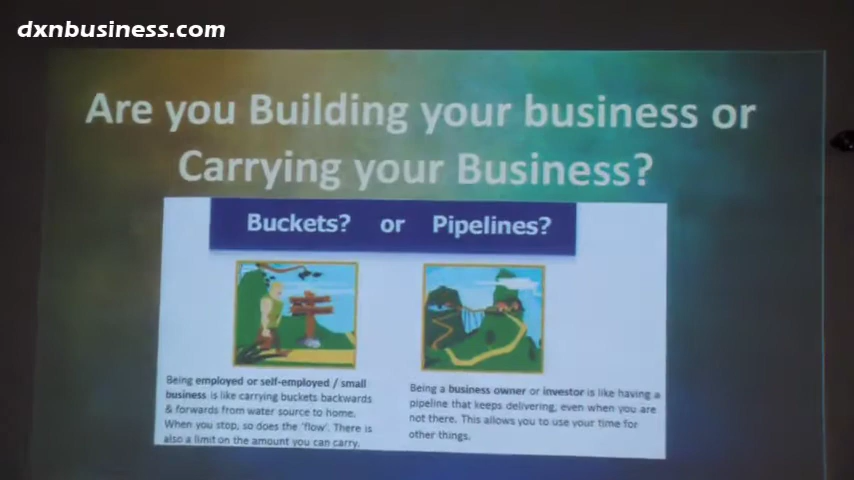 dxnbusiness.com
Are you Building your business or
Carrying your Business?
Buckets? or Pipelines?
Being employed or self-employed / small
business is like carrying buckets backwards
& forwards from water source to home.
When you stop, so does the 'flow'. There is
also a limit on the amount you can carry.
Being a business owner or investor is like having a
pipeline that keeps delivering, even when you are
not there. This allows you to use your time for
other things.